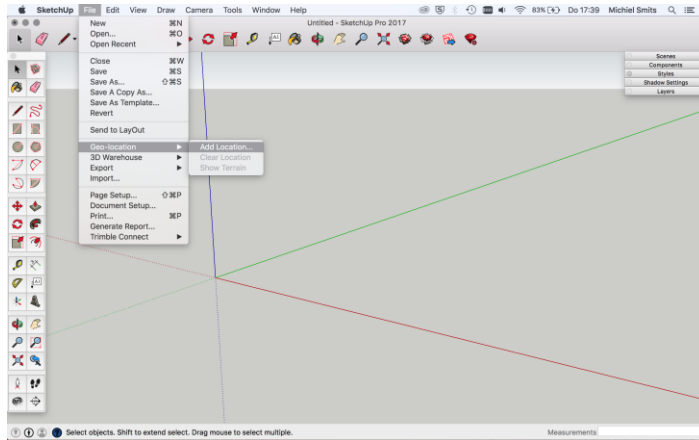 SketchUp File Edit View Draw Camera Tools Window Help 83% Do 17:39 Michiel Smits
Untitled - SketchUp Pro 2017
New ⌘N
Open... ⌘O
Open Recent
Close ⌘W
Save ⌘S
Save As... ⇧⌘S
Save A Copy As...
Save As Template...
Revert
Send to LayOut
Geo-location
Add Location...
Clear Location
Show Terrain
3D Warehouse
Export
Import...
Page Setup... ⇧⌘P
Document Setup...
Print... ⌘P
Generate Report...
Trimble Connect
Scenes
Components
Styles
Shadow Settings
Layers
Select objects. Shift to extend select. Drag mouse to select multiple.
Measurements